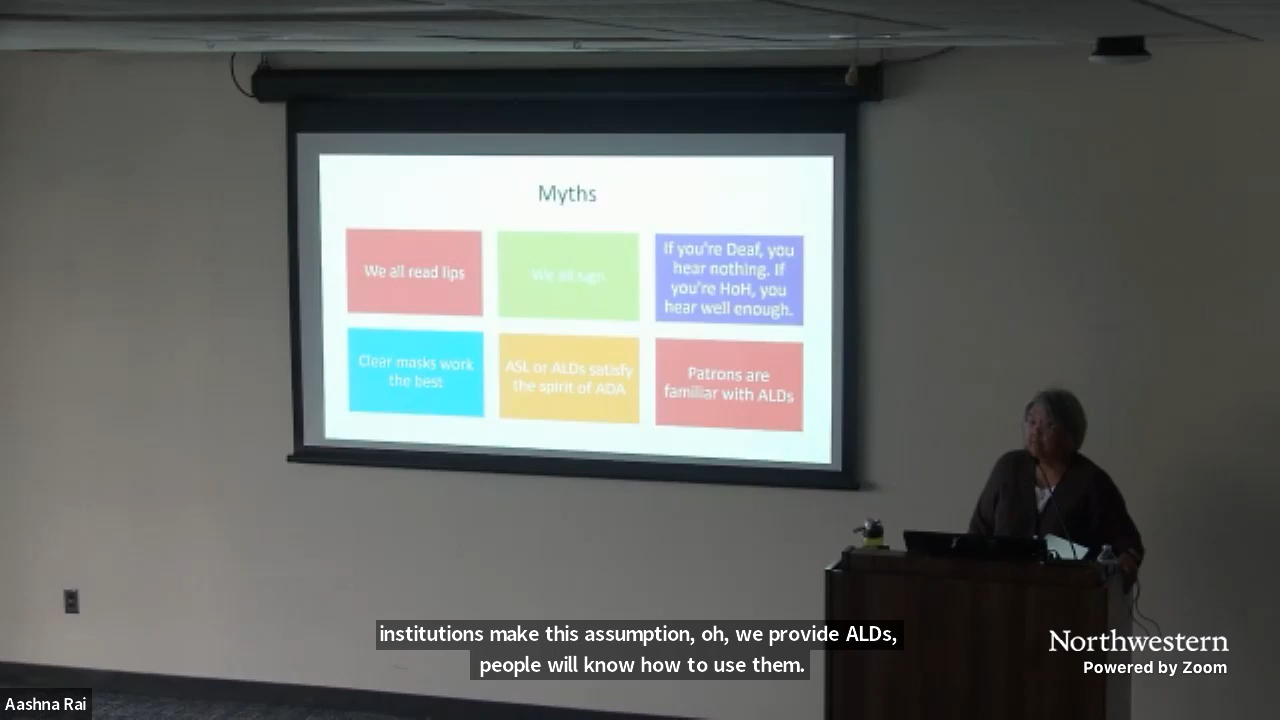 Myths
We all read lips
We all sign
If you're Deaf, you
hear nothing. If
you're HoH, you
hear well enough.
Clear masks work
the best
ASL or ALDs satisfy
the spirit of ADA
Patrons are
familiar with ALDs
institutions make this assumption, oh, we provide ALDs,
people will know how to use them.
Northwestern
Powered by Zoom
Aashna Rai